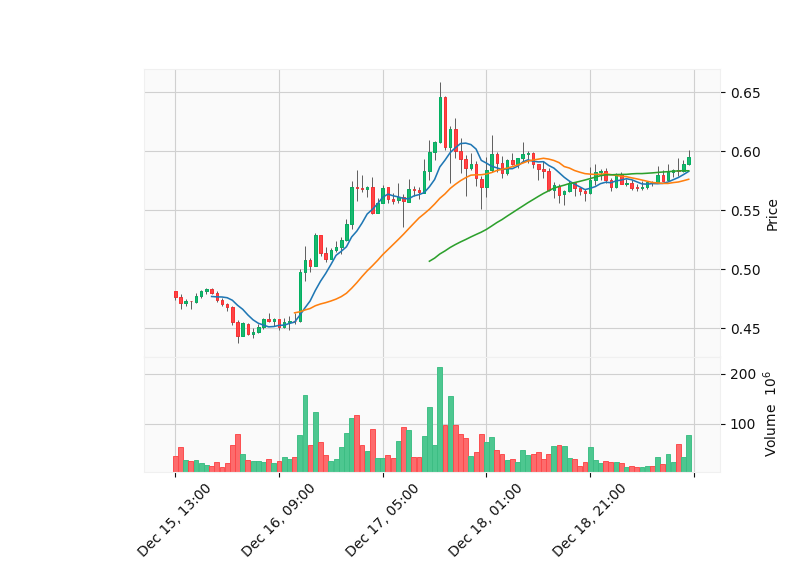 0.65
0.60
0.55
0.50
0.45
Price
200
100
Volume 10^6
Dec 15, 13:00
Dec 16, 09:00
Dec 17, 05:00
Dec 18, 01:00
Dec 18, 21:00